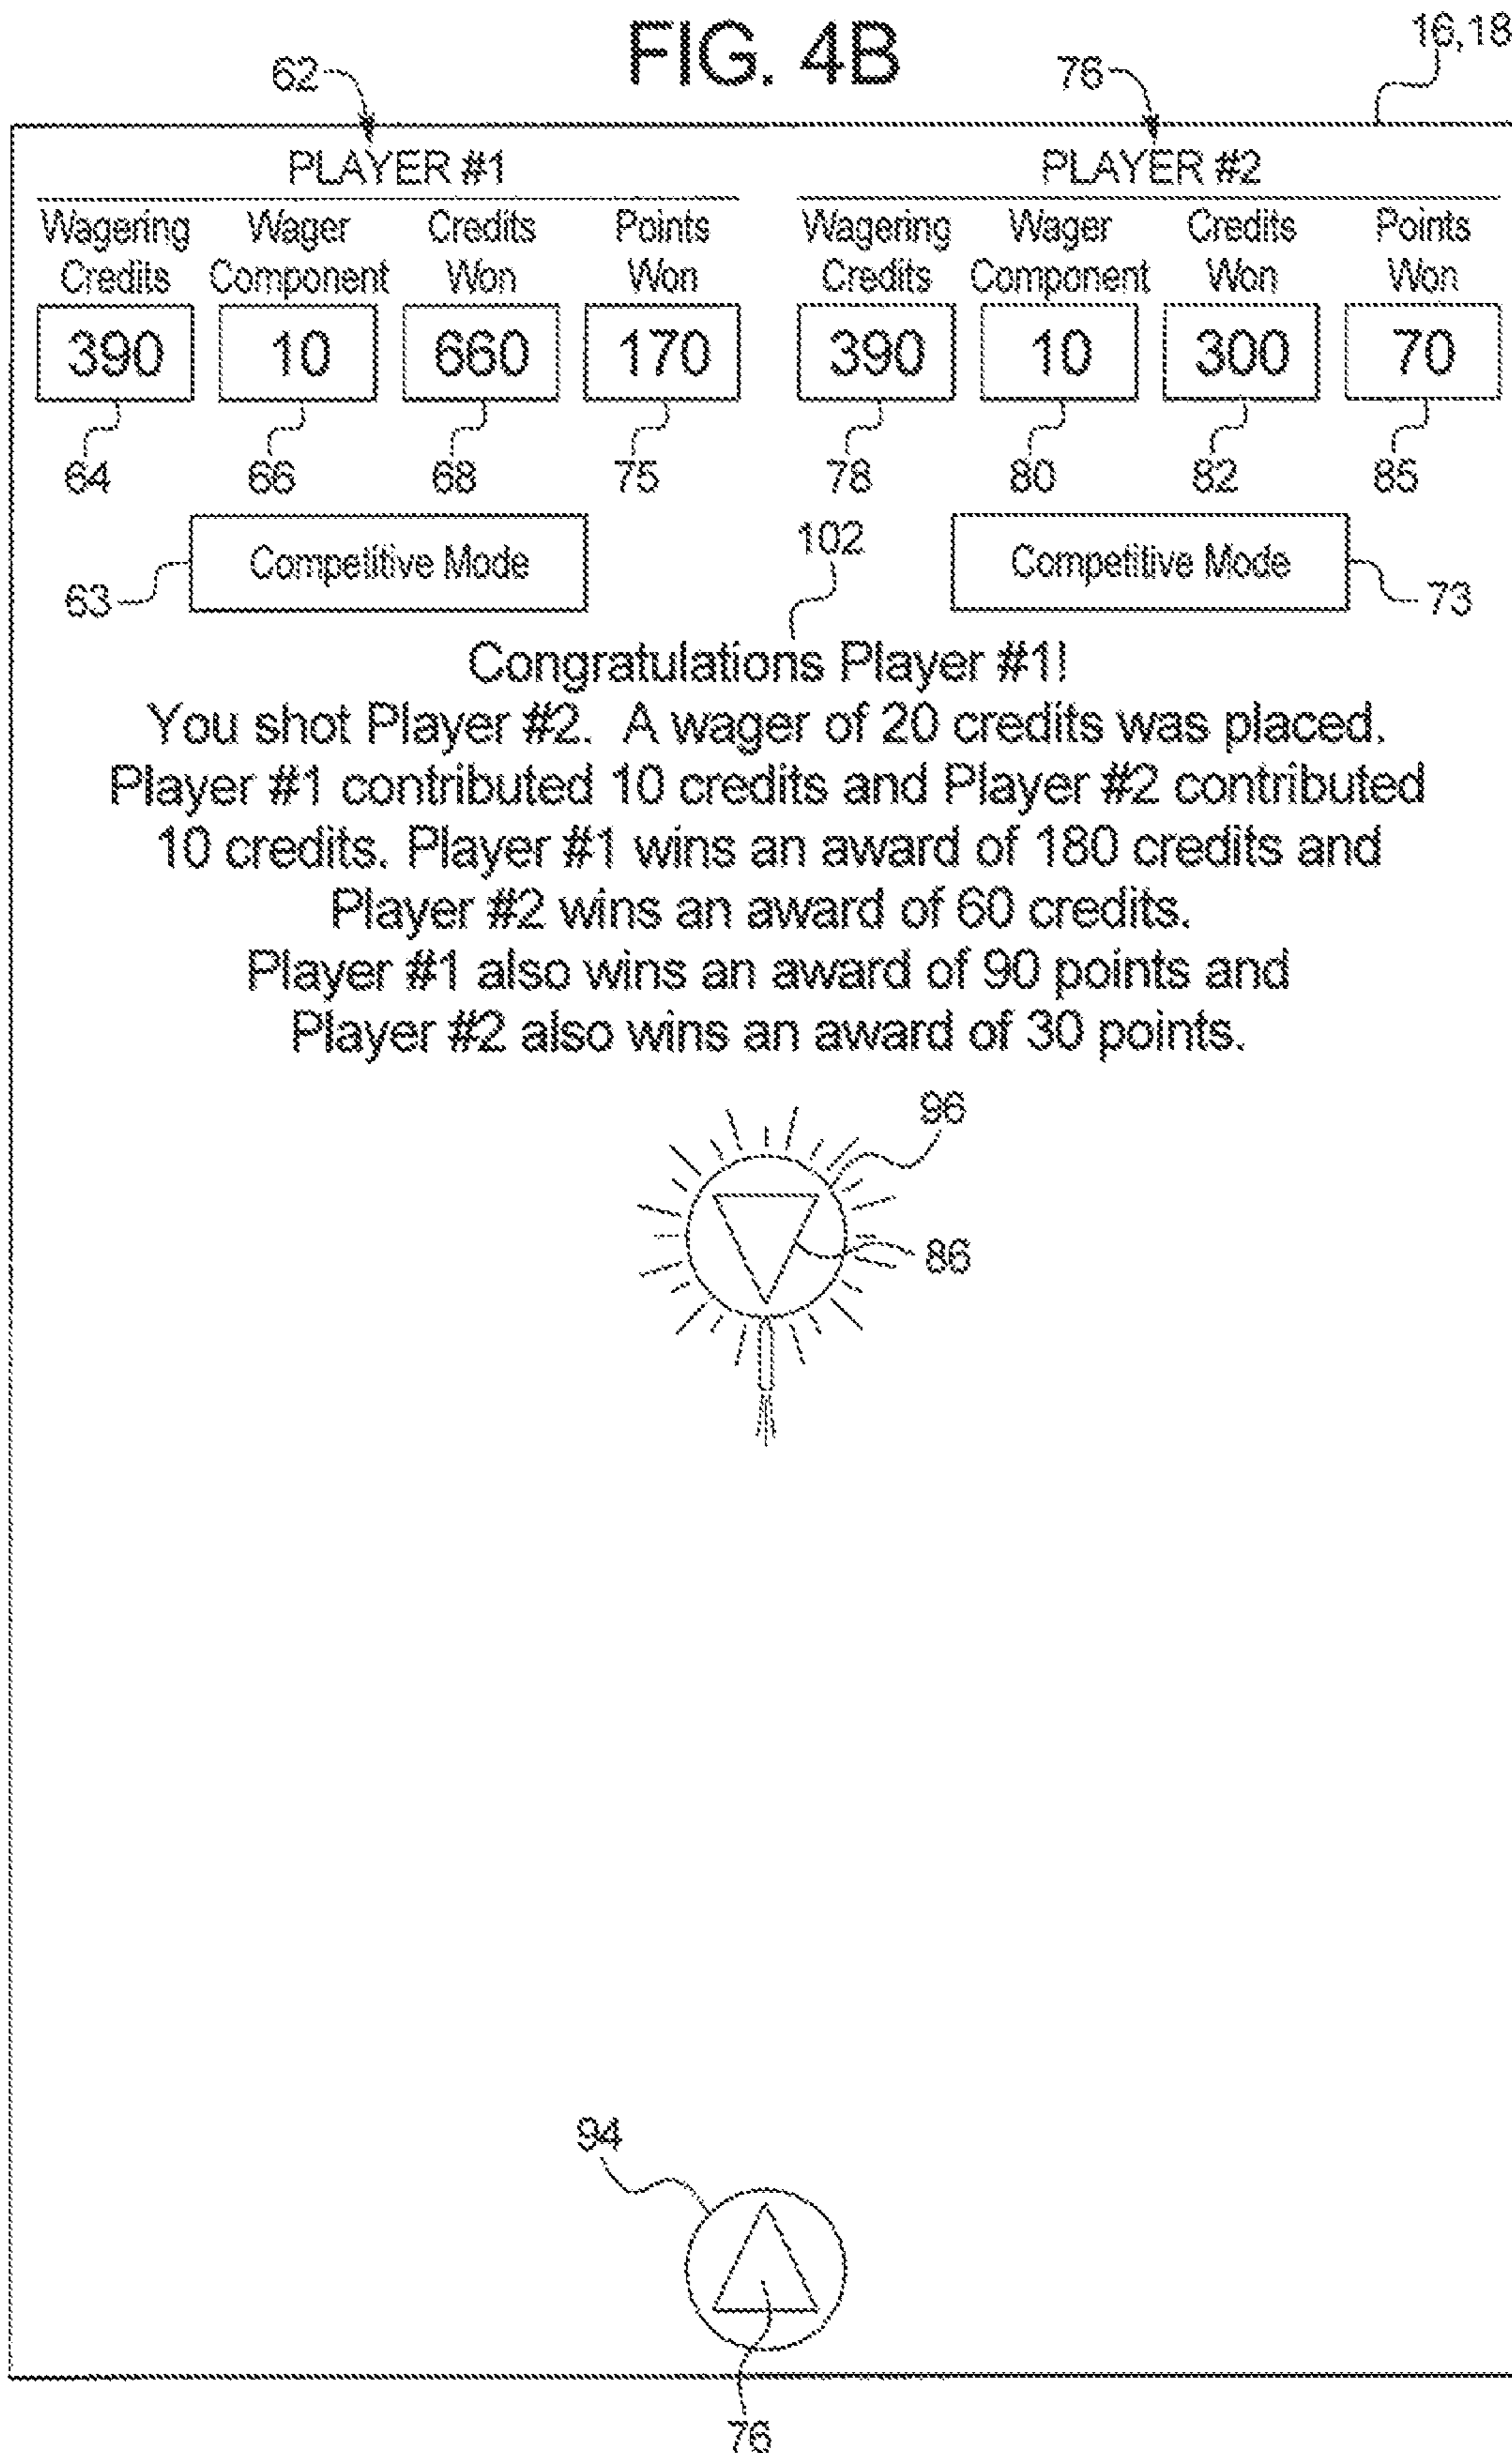 FIG. 4B
16,18
62
76
PLAYER #1
PLAYER #2
Wagering Credits
Wager Component
Credits Won
Points Won
Wagering Credits
Wager Component
Credits Won
Points Won
390
10
660
170
390
10
300
70
64
66
68
75
78
80
82
85
102
Competitive Mode
Competitive Mode
63
73
Congratulations Player #1!
You shot Player #2. A wager of 20 credits was placed.
Player #1 contributed 10 credits and Player #2 contributed
10 credits. Player #1 wins an award of 180 credits and
Player #2 wins an award of 60 credits.
Player #1 also wins an award of 90 points and
Player #2 also wins an award of 30 points.
96
86
94
76